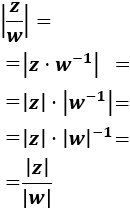 |z/w| =
= |z · w⁻¹| =
= |z| · |w⁻¹| =
= |z| · |w|⁻¹ =
= |z|/|w|